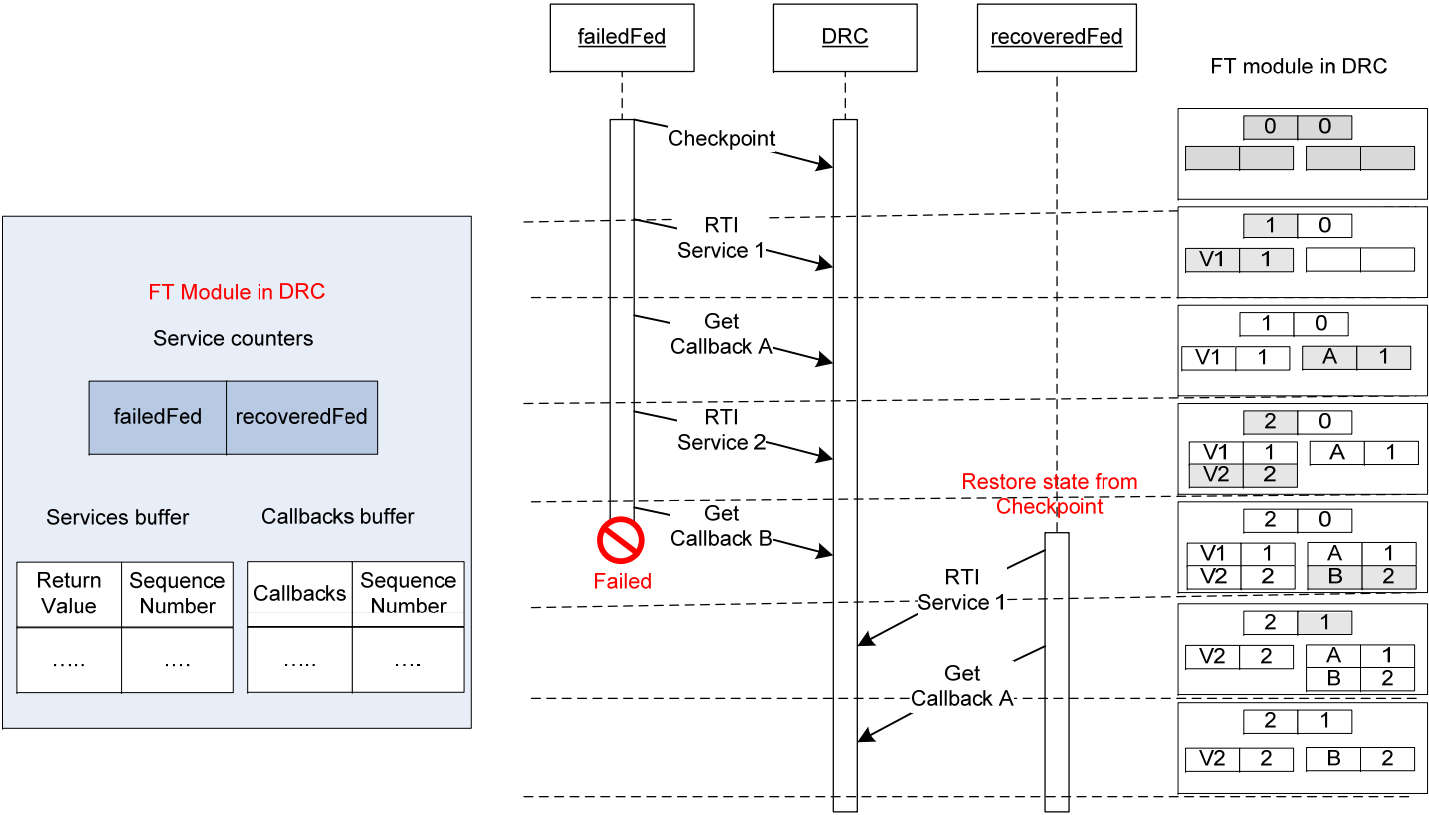 failedFed
DRC
recoveredFed
FT module in DRC
Checkpoint
RTI
Service 1
Get
Callback A
RTI
Service 2
Get
Callback B
Failed
Restore state from
Checkpoint
RTI
Service 1
Get
Callback A
FT Module in DRC
Service counters
failedFed recoveredFed
Services buffer Callbacks buffer
Return
Value
Sequence
Number
Callbacks
Sequence
Number
..... .... ..... ....
0 0
1 0
V1 1
1 0
V1 1 A 1
2 0
V1 1 A 1
V2 2
2 0
V1 1 A 1
V2 2 B 2
2 1
V2 2 A 1
B 2
2 1
V2 2 B 2